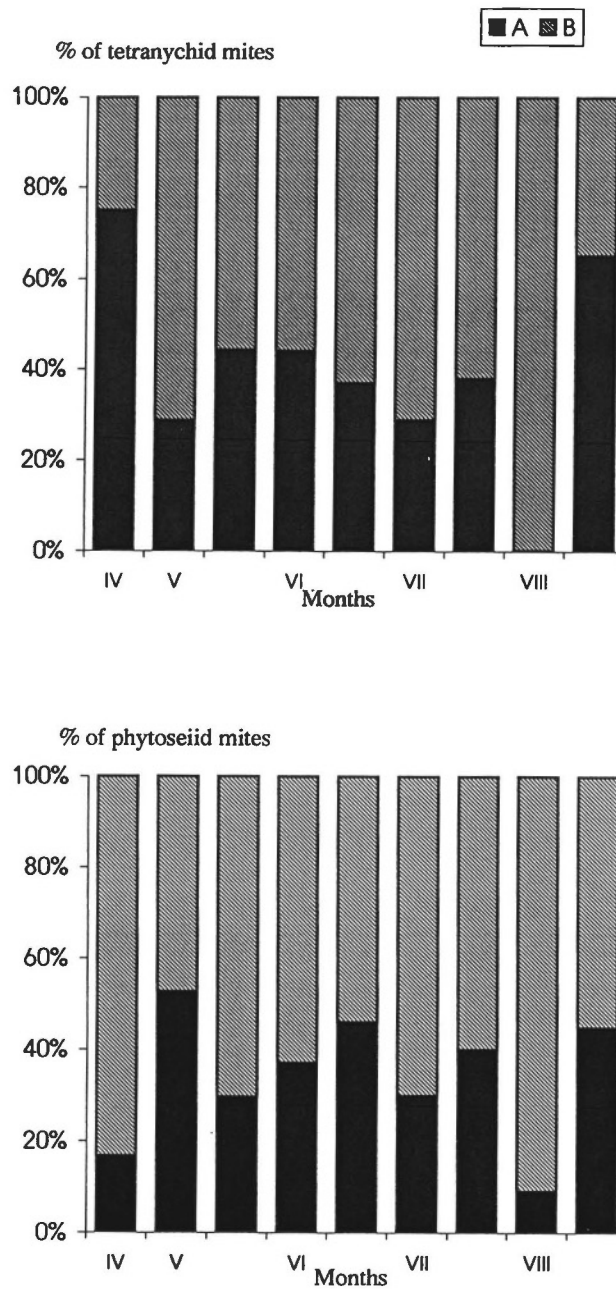 A B
% of tetranychid mites
100%
80%
60%
40%
20%
0%
IV V VI VII VIII
Months
% of phytoseiid mites
100%
80%
60%
40%
20%
0%
IV V VI VII VIII
Months